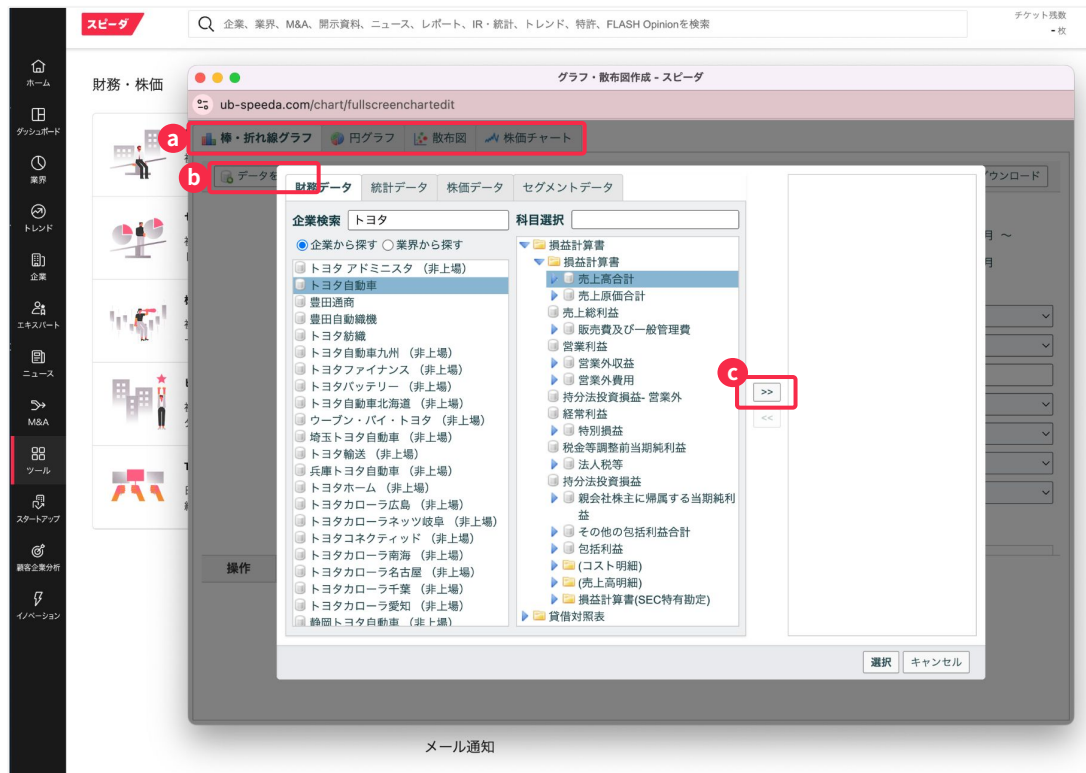 スピーダ
企業、業界、M&A、開示資料、ニュース、レポート、IR・統計、トレンド、特許、FLASH Opinionを検索
チケット残数
- 枚
ホーム
ダッシュボード
業界
トレンド
企業
エキスパート
ニュース
M&A
ツール
スタートアップ
顧客企業分析
イノベーション
財務・株価
グラフ・散布図作成 - スピーダ
ub-speeda.com/chart/fullscreenchartedit
a
棒・折れ線グラフ 円グラフ 散布図 株価チャート
b
データを
ダウンロード
月 ～
月
操作
財務データ 統計データ 株価データ セグメントデータ
企業検索 トヨタ
企業から探す 業界から探す
トヨタ アドミニスタ （非上場）
トヨタ自動車
豊田通商
豊田自動織機
トヨタ紡織
トヨタ自動車九州 （非上場）
トヨタファイナンス （非上場）
トヨタバッテリー （非上場）
トヨタ自動車北海道 （非上場）
ウーブン・バイ・トヨタ （非上場）
埼玉トヨタ自動車 （非上場）
トヨタ輸送 （非上場）
兵庫トヨタ自動車 （非上場）
トヨタホーム （非上場）
トヨタカローラ広島 （非上場）
トヨタカローラネッツ岐阜 （非上場）
トヨタコネクティッド （非上場）
トヨタカローラ南海 （非上場）
トヨタカローラ名古屋 （非上場）
トヨタカローラ千葉 （非上場）
トヨタカローラ愛知 （非上場）
静岡トヨタ自動車 （非上場）
科目選択
損益計算書
損益計算書
売上高合計
売上原価合計
売上総利益
販売費及び一般管理費
営業利益
営業外収益
営業外費用
持分法投資損益- 営業外
経常利益
特別損益
税金等調整前当期純利益
法人税等
持分法投資損益
親会社株主に帰属する当期純利
益
その他の包括利益合計
包括利益
(コスト明細)
(売上高明細)
損益計算書(SEC特有勘定)
貸借対照表
c
>>
<<
選択 キャンセル
メール通知